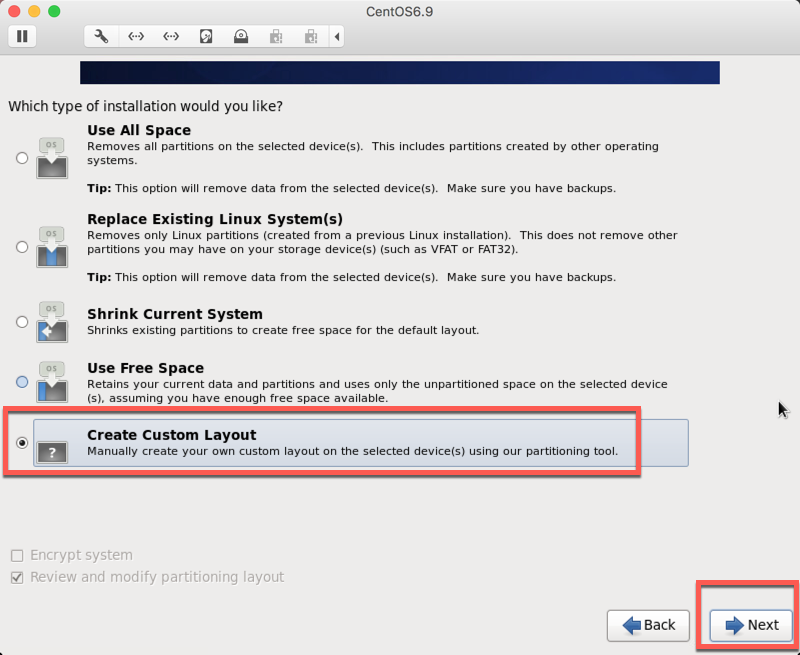 CentOS6.9
Which type of installation would you like?
OS
Use All Space
Removes all partitions on the selected device(s).  This includes partitions created by other operating
systems.
Tip: This option will remove data from the selected device(s).  Make sure you have backups.
OS
Replace Existing Linux System(s)
Removes only Linux partitions (created from a previous Linux installation).  This does not remove other
partitions you may have on your storage device(s) (such as VFAT or FAT32).
Tip: This option will remove data from the selected device(s).  Make sure you have backups.
OS
Shrink Current System
Shrinks existing partitions to create free space for the default layout.
OS
Use Free Space
Retains your current data and partitions and uses only the unpartitioned space on the selected device
(s), assuming you have enough free space available.
?
Create Custom Layout
Manually create your own custom layout on the selected device(s) using our partitioning tool.
Encrypt system
Review and modify partitioning layout
Back
Next